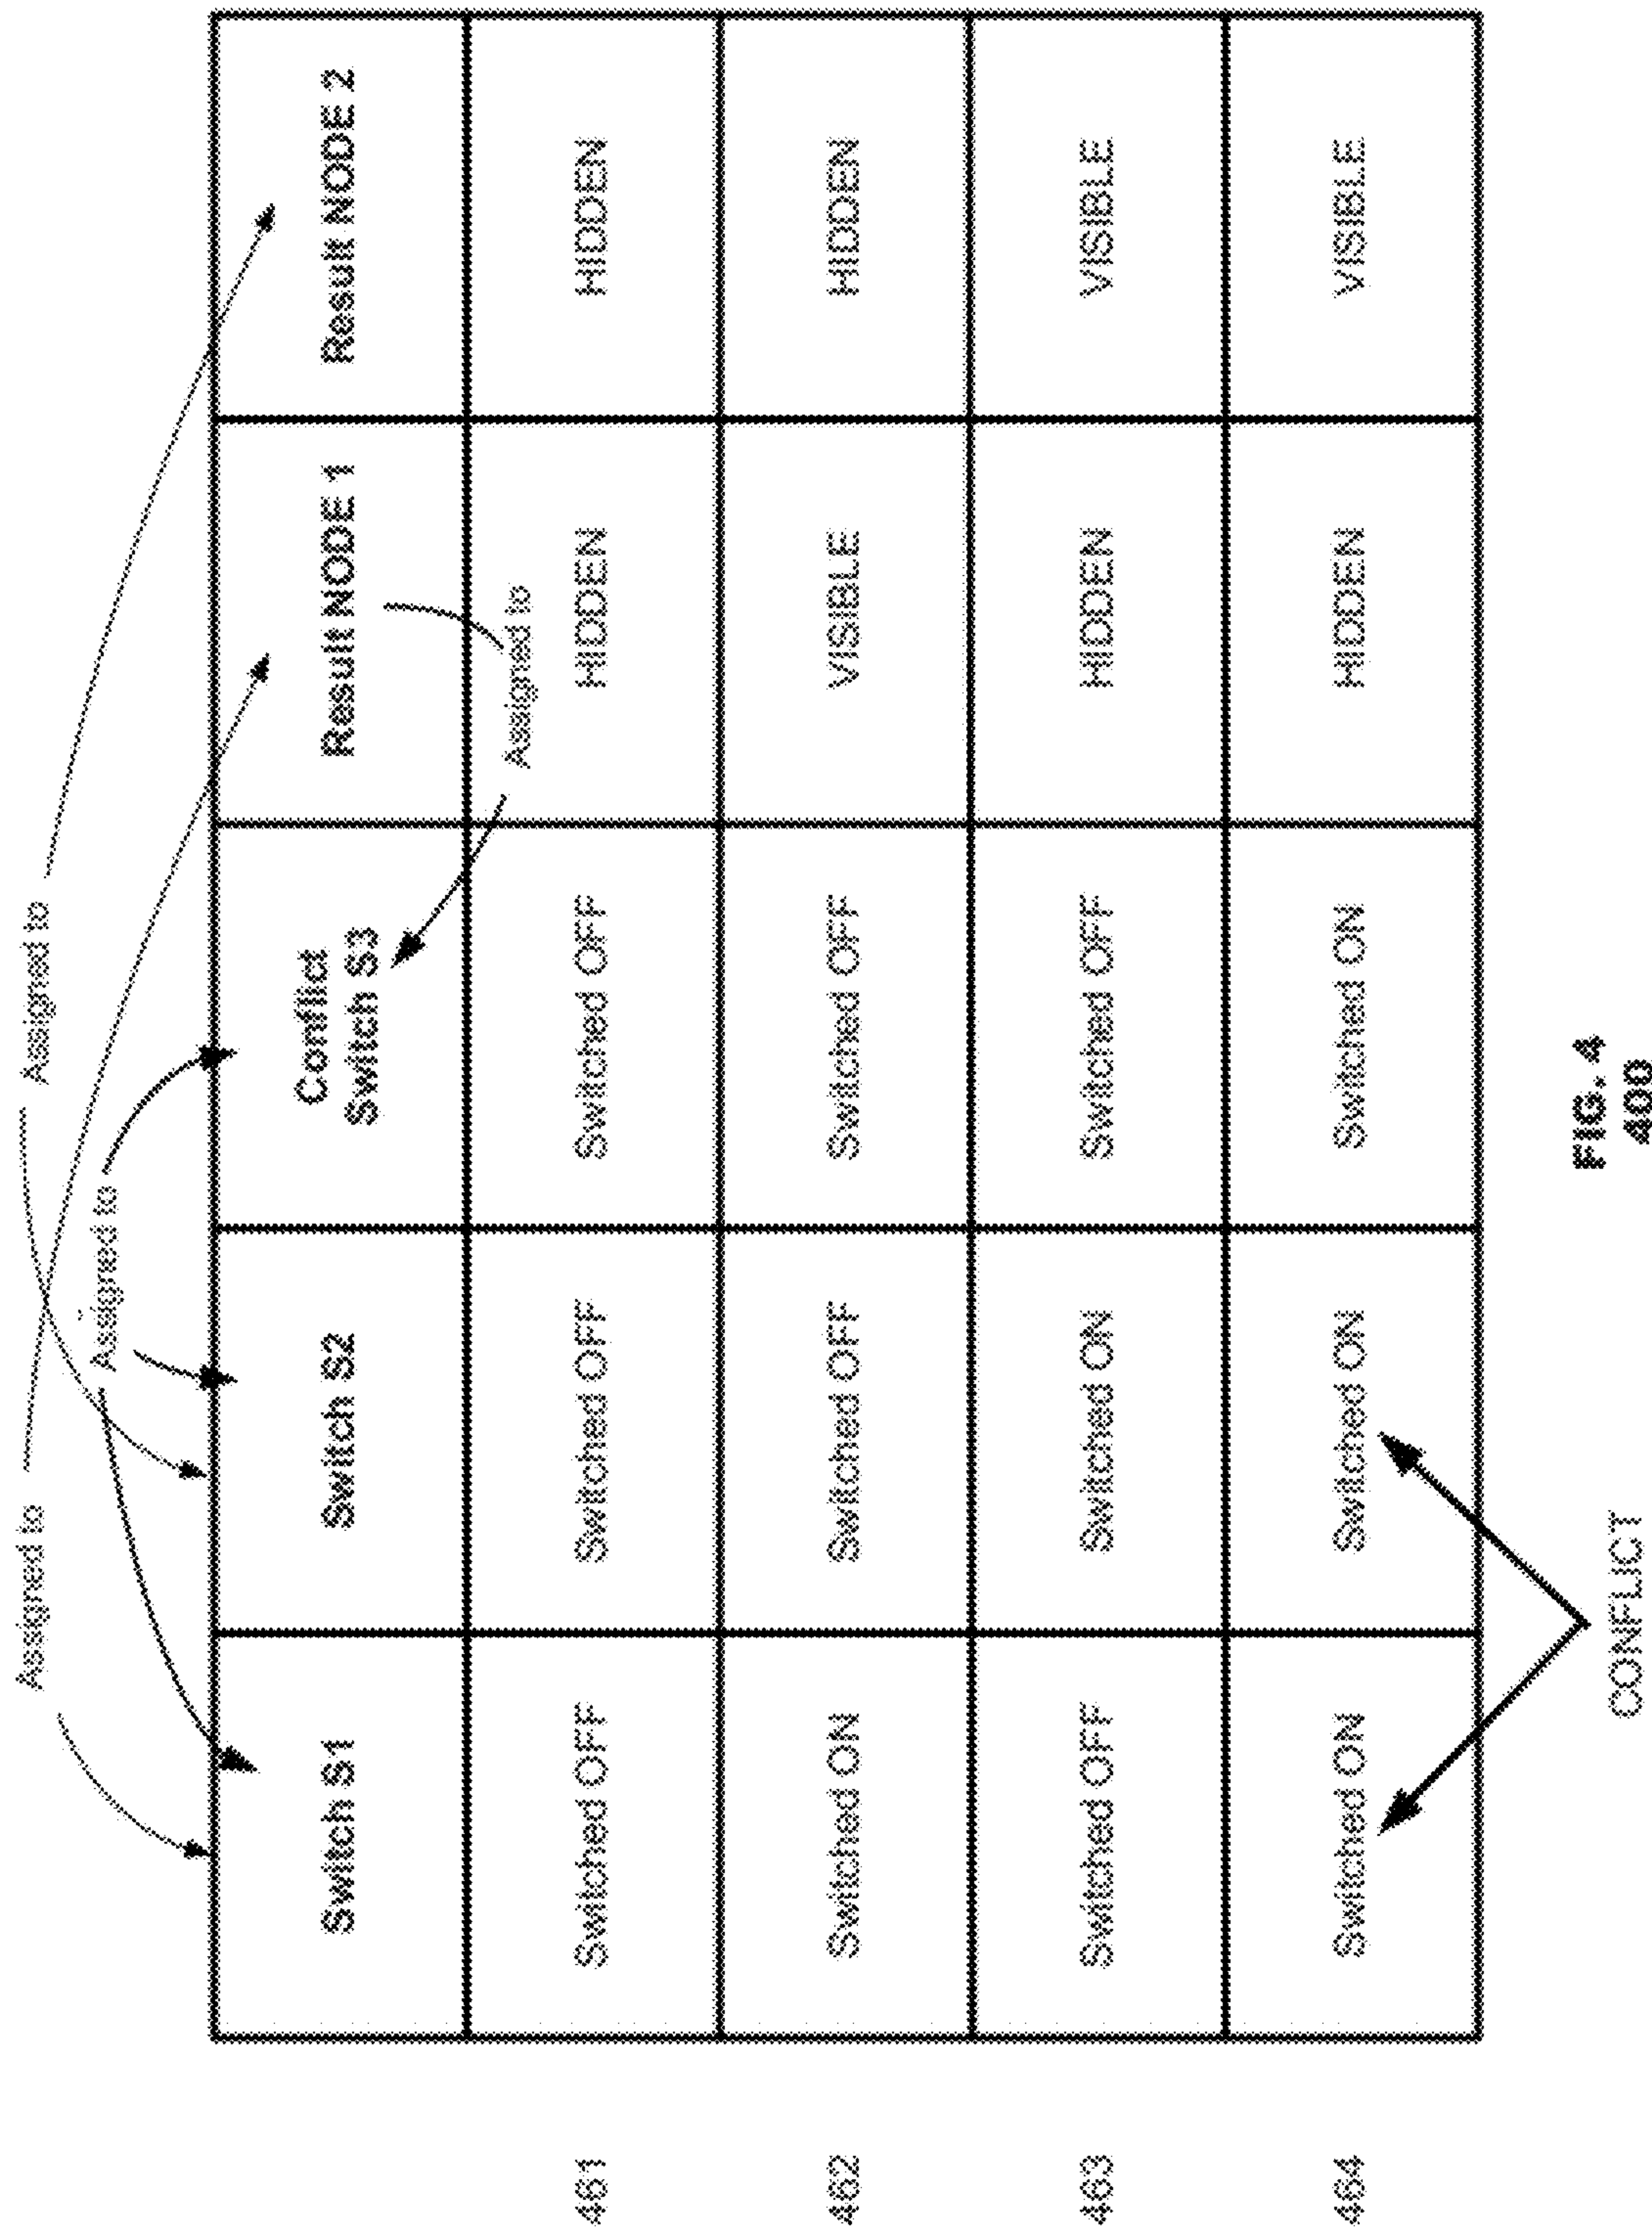 Assigned to
Assigned to
Assigned to
Switch S1
Switch S2
Conflict
Switch S3
Result NODE 1
Result NODE 2
Assigned to
461
Switched OFF
Switched OFF
Switched OFF
HIDDEN
HIDDEN
462
Switched ON
Switched OFF
Switched OFF
VISIBLE
HIDDEN
463
Switched OFF
Switched ON
Switched OFF
HIDDEN
VISIBLE
464
Switched ON
Switched ON
Switched ON
HIDDEN
VISIBLE
CONFLICT
FIG. 4
400